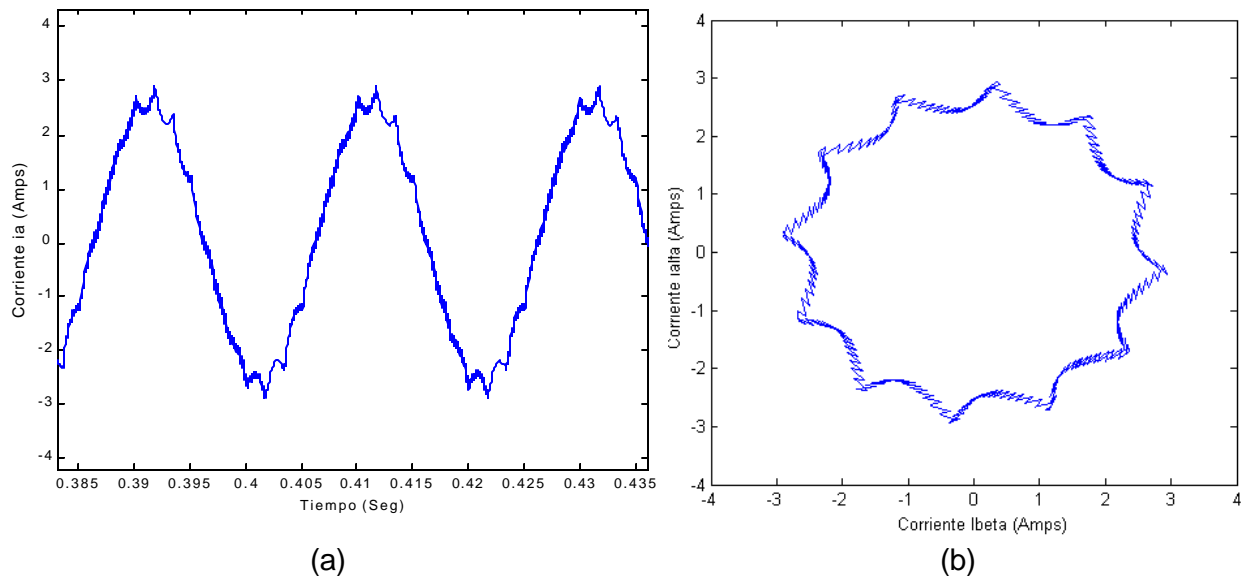 4
3
2
1
0
-1
-2
-3
-4
Corriente ia (Amps)
0.385 0.39 0.395 0.4 0.405 0.41 0.415 0.42 0.425 0.43 0.435
Tiempo (Seg)
(a)
4
3
2
1
0
-1
-2
-3
-4
Corriente Ialfa (Amps)
-4 -3 -2 -1 0 1 2 3 4
Corriente Ibeta (Amps)
(b)